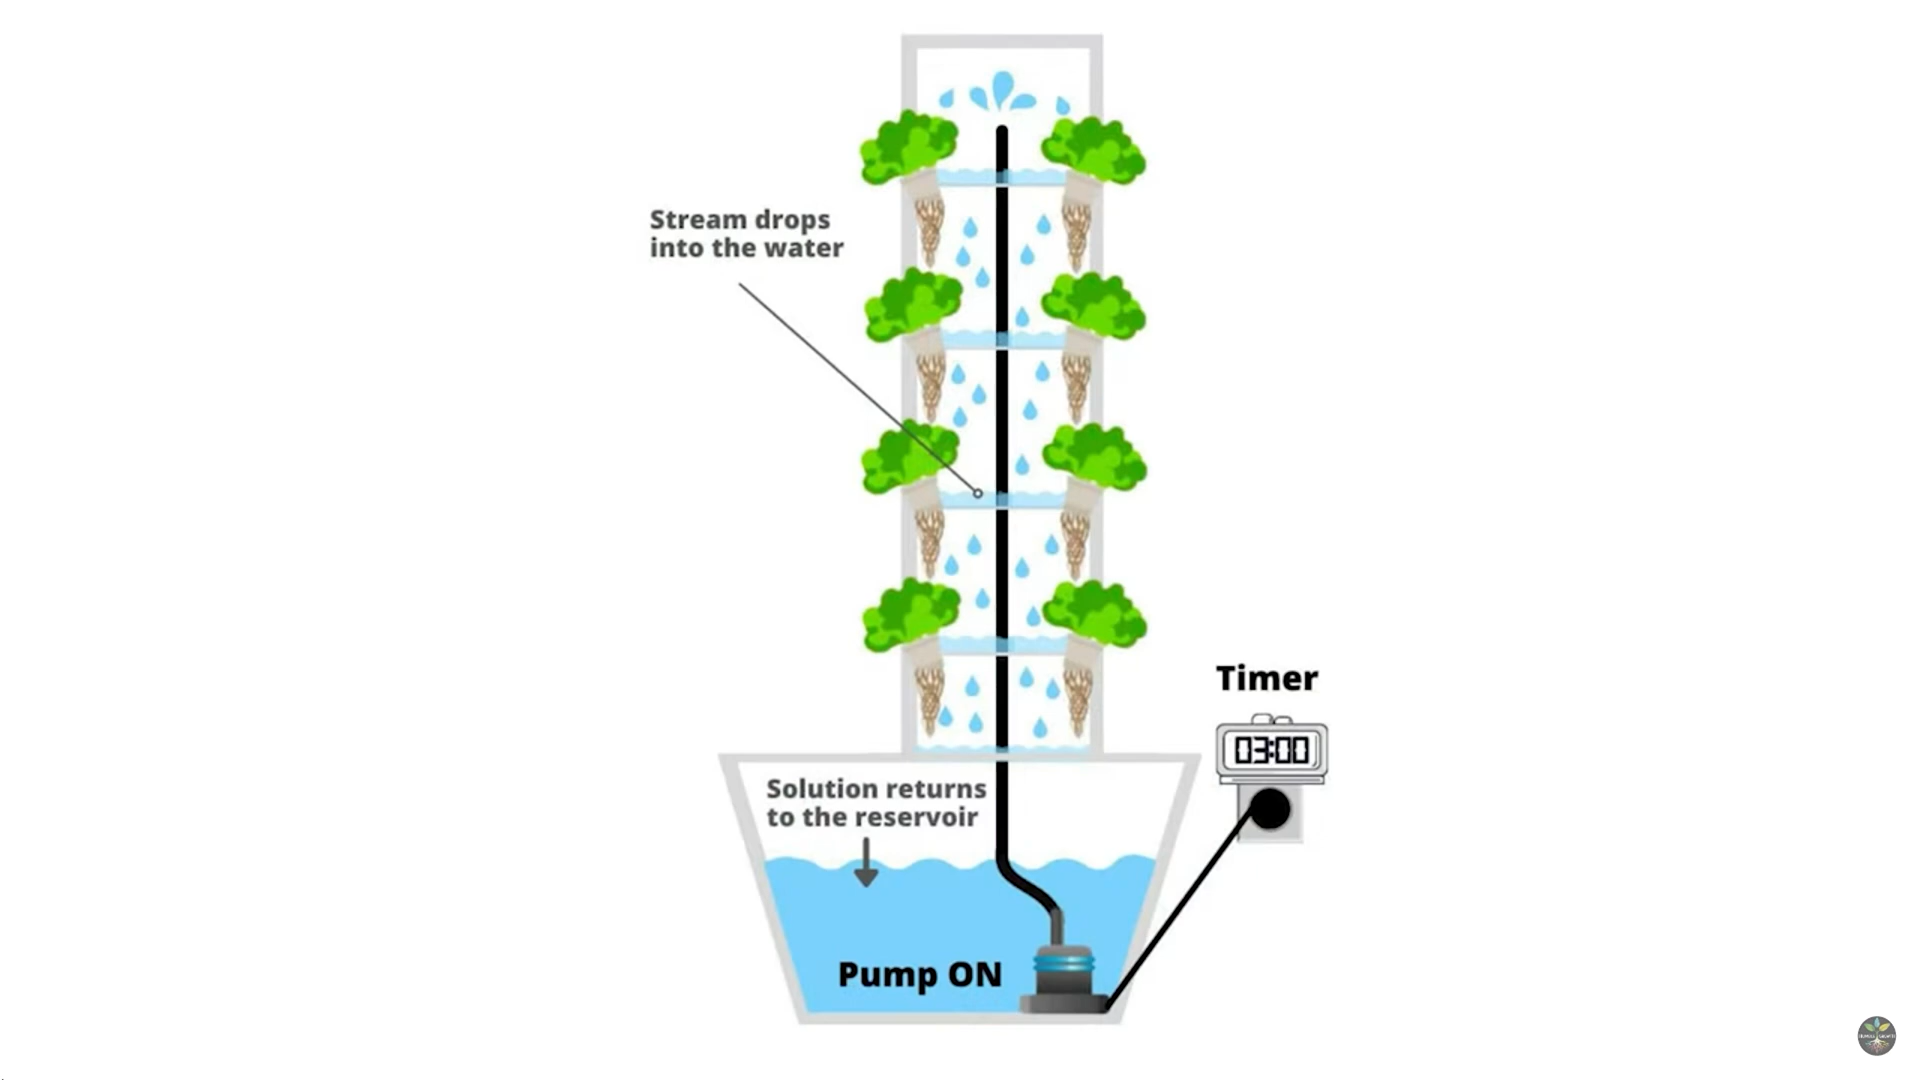 Stream drops
into the water
Timer
03:00
Solution returns
to the reservoir
Pump ON